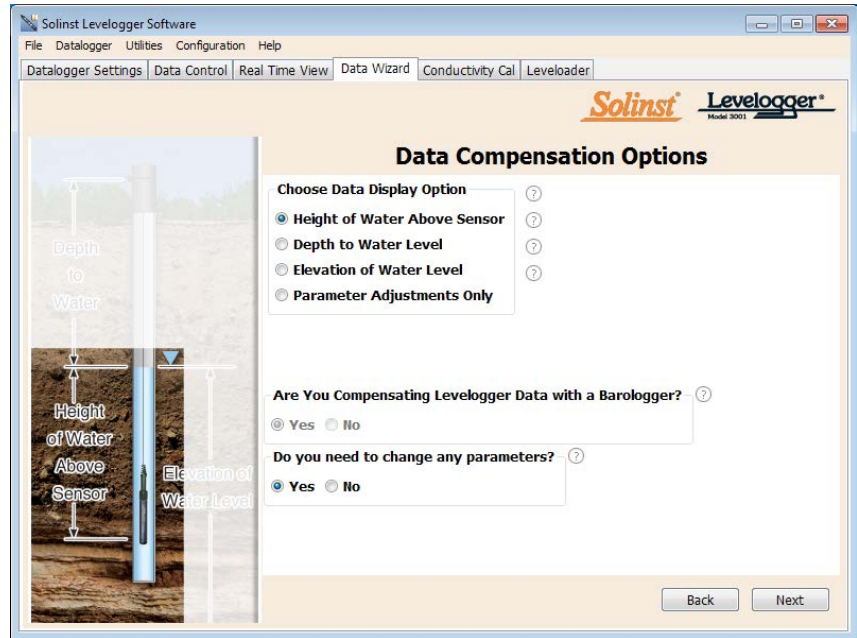 Solinst Levelogger Software
File Datalogger Utilities Configuration Help
Datalogger Settings Data Control Real Time View Data Wizard Conductivity Cal Leveloader
Solinst Levelogger®
Model 3001
Data Compensation Options
Choose Data Display Option ?
Height of Water Above Sensor ?
Depth to Water Level ?
Elevation of Water Level ?
Parameter Adjustments Only
Are You Compensating Levelogger Data with a Barologger? ?
Yes No
Do you need to change any parameters? ?
Yes No
Back Next
Depth
to
Water
Height
of Water
Above
Sensor
Elevation of
Water Level